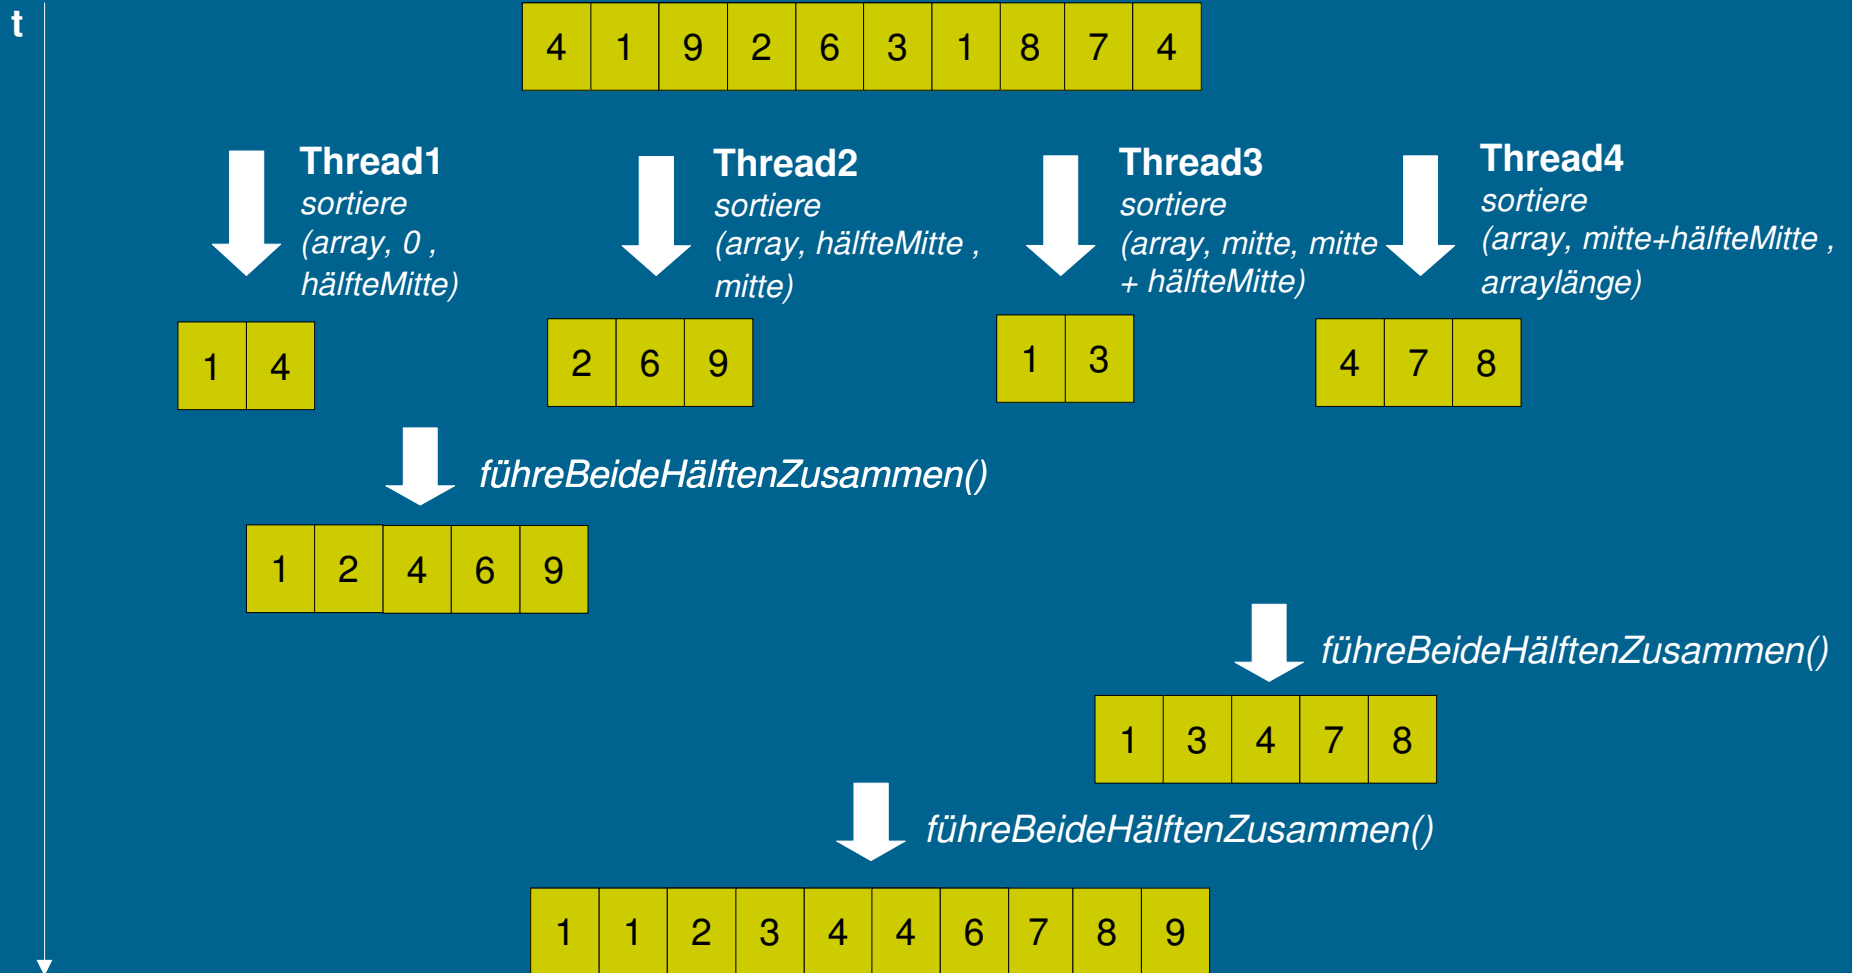 t
4 1 9 2 6 3 1 8 7 4
Thread1
sortiere
(array, 0 ,
hälfteMitte)
Thread2
sortiere
(array, hälfteMitte ,
mitte)
Thread3
sortiere
(array, mitte, mitte
+ hälfteMitte)
Thread4
sortiere
(array, mitte+hälfteMitte ,
arraylänge)
1 4
2 6 9
1 3
4 7 8
führeBeideHälftenZusammen()
1 2 4 6 9
führeBeideHälftenZusammen()
1 3 4 7 8
führeBeideHälftenZusammen()
1 1 2 3 4 4 6 7 8 9